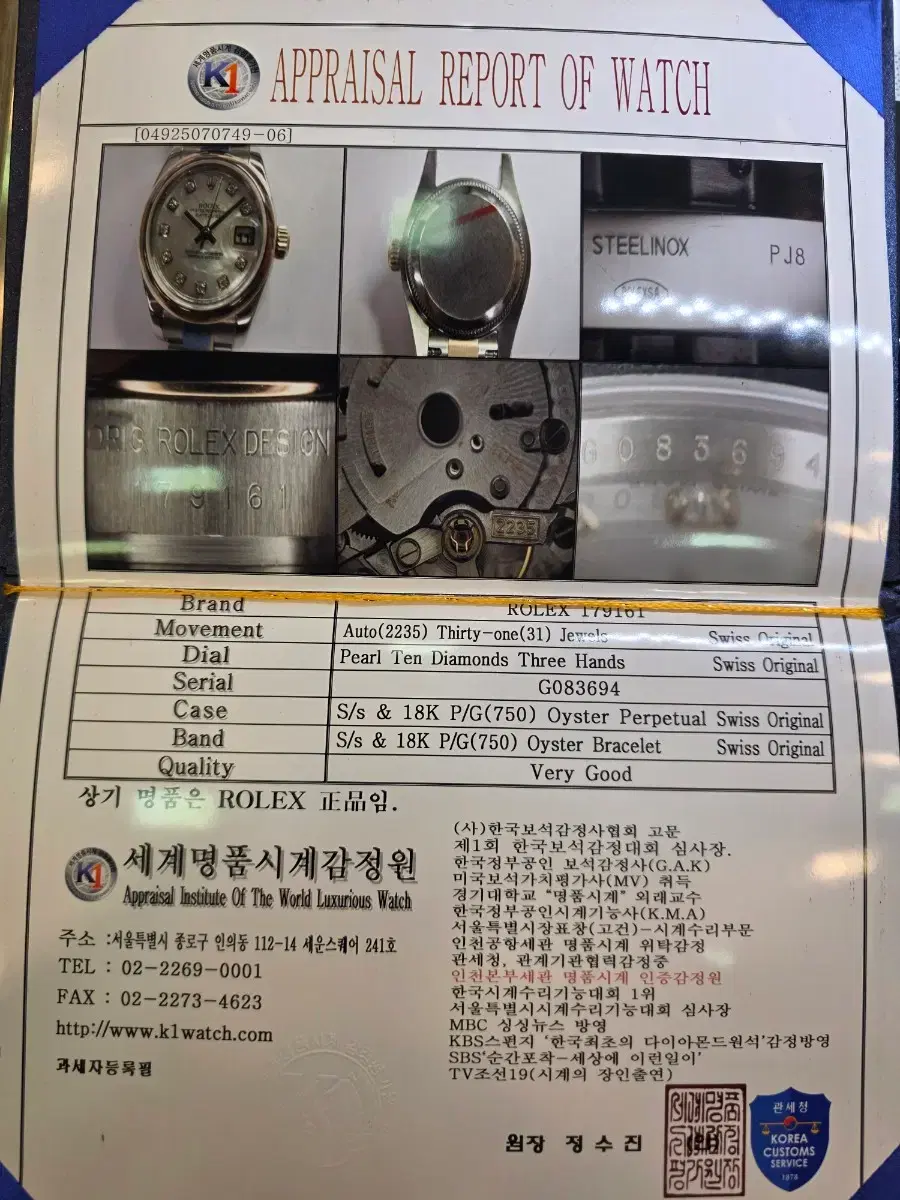 K1 APPRAISAL REPORT OF WATCH
[04925070749-06]
ROLEX
STEELINOX PJ8
ORIG ROLEX DESIGN
179161
2235
G083694
Brand ROLEX 179161
Movement Auto(2235) Thirty-one(31) Jewels Swiss Original
Dial Pearl Ten Diamonds Three Hands Swiss Original
Serial G083694
Case S/s & 18K P/G(750) Oyster Perpetual Swiss Original
Band S/s & 18K P/G(750) Oyster Bracelet Swiss Original
Quality Very Good
상기 명품은 ROLEX 正品임.
K1 세계명품시계감정원
Appraisal Institute Of The World Luxurious Watch
주소 :서울특별시 종로구 인의동 112-14 세운스퀘어 241호
TEL : 02-2269-0001
FAX : 02-2273-4623
http://www.k1watch.com
과세자등록필
(사)한국보석감정사협회 고문
제1회 한국보석감정대회 심사장.
한국정부공인 보석감정사(G.A.K)
미국보석가치평가사(MV) 취득
경기대학교 "명품시계" 외래교수
한국정부공인시계기능사(K.M.A)
서울특별시장표창(고건)-시계수리부문
인천공항세관 명품시계 위탁감정
관세청, 관계기관협력감정중
인천본부세관 명품시계 인증감정원
한국시계수리기능대회 1위
서울특별시시계수리기능대회 심사장
MBC 싱싱뉴스 방영
KBS스펀지 '한국최초의 다이아몬드원석'감정방영
SBS'순간포착-세상에 이런일이'
TV조선19(시계의 장인출연)
원장 정수진
관세청
KOREA
CUSTOMS
SERVICE
1878